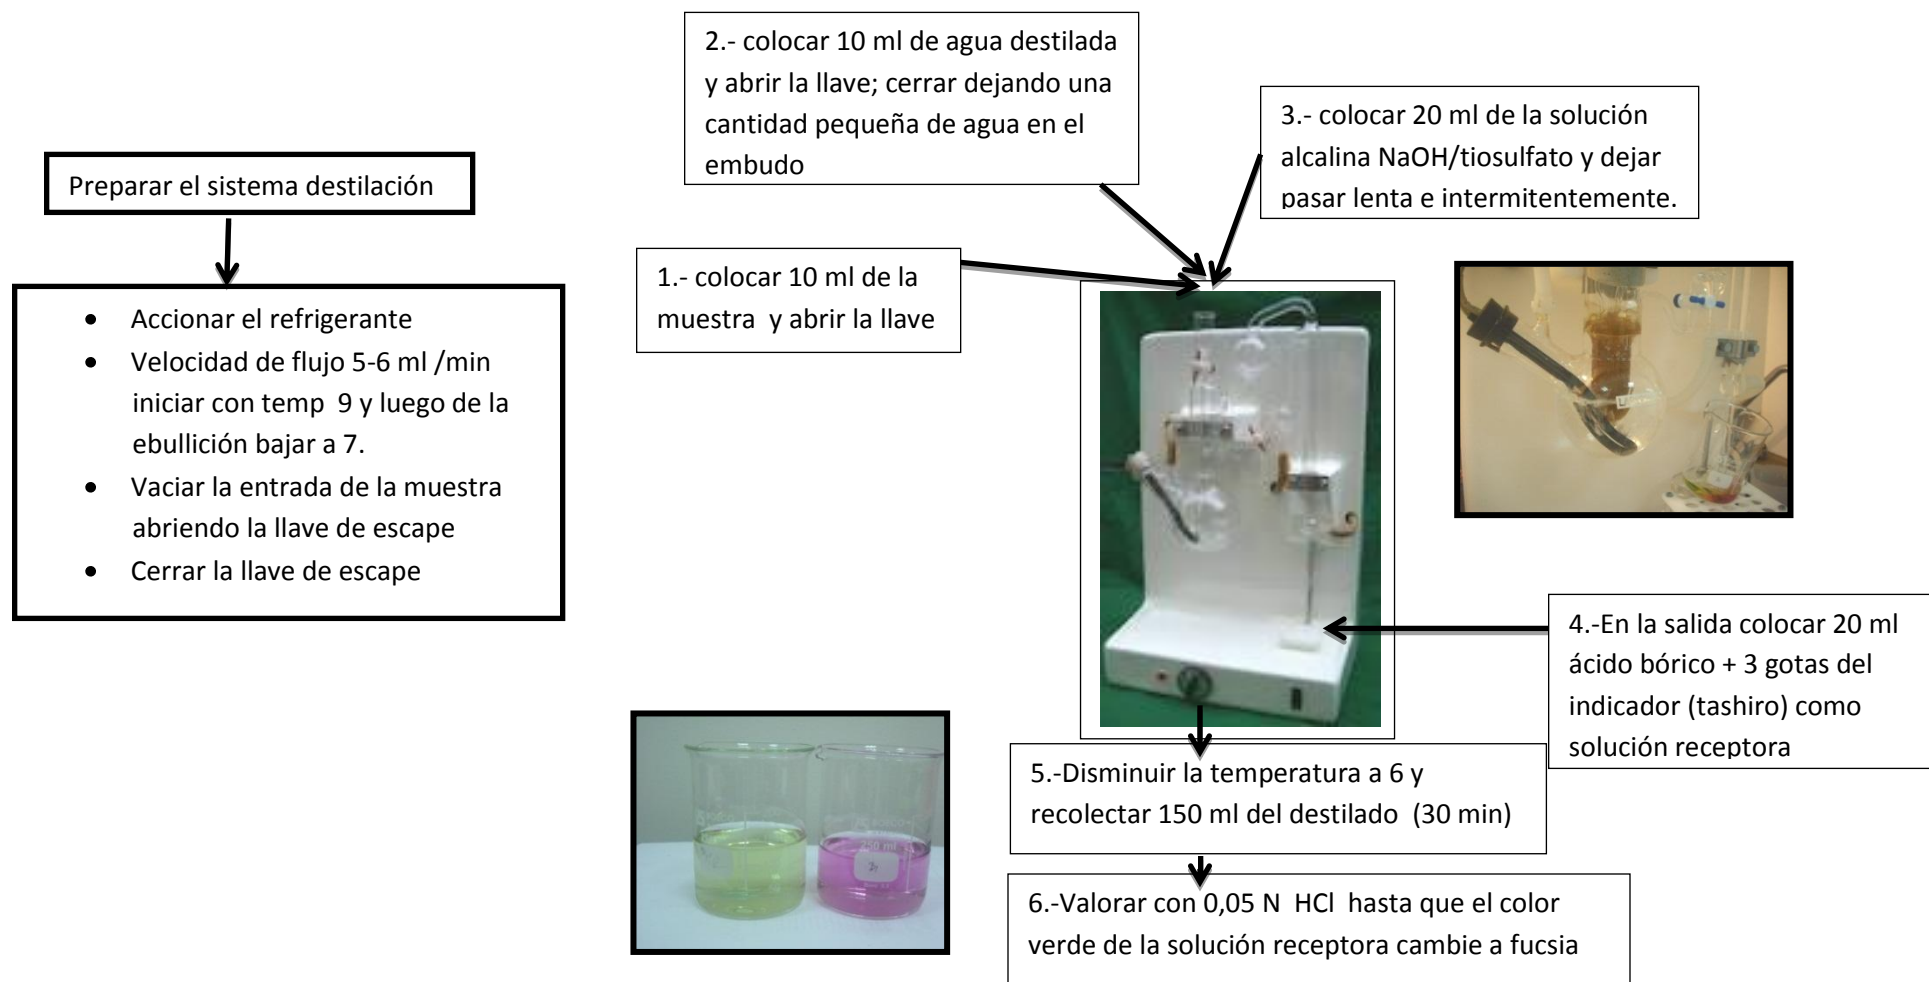 Preparar el sistema destilación
• Accionar el refrigerante
• Velocidad de flujo 5-6 ml /min
iniciar con temp 9 y luego de la
ebullición bajar a 7.
• Vaciar la entrada de la muestra
abriendo la llave de escape
• Cerrar la llave de escape
1.- colocar 10 ml de la
muestra y abrir la llave
2.- colocar 10 ml de agua destilada
y abrir la llave; cerrar dejando una
cantidad pequeña de agua en el
embudo
3.- colocar 20 ml de la solución
alcalina NaOH/tiosulfato y dejar
pasar lenta e intermitentemente.
4.-En la salida colocar 20 ml
ácido bórico + 3 gotas del
indicador (tashiro) como
solución receptora
5.-Disminuir la temperatura a 6 y
recolectar 150 ml del destilado (30 min)
6.-Valorar con 0,05 N HCl hasta que el color
verde de la solución receptora cambie a fucsia
250 ml